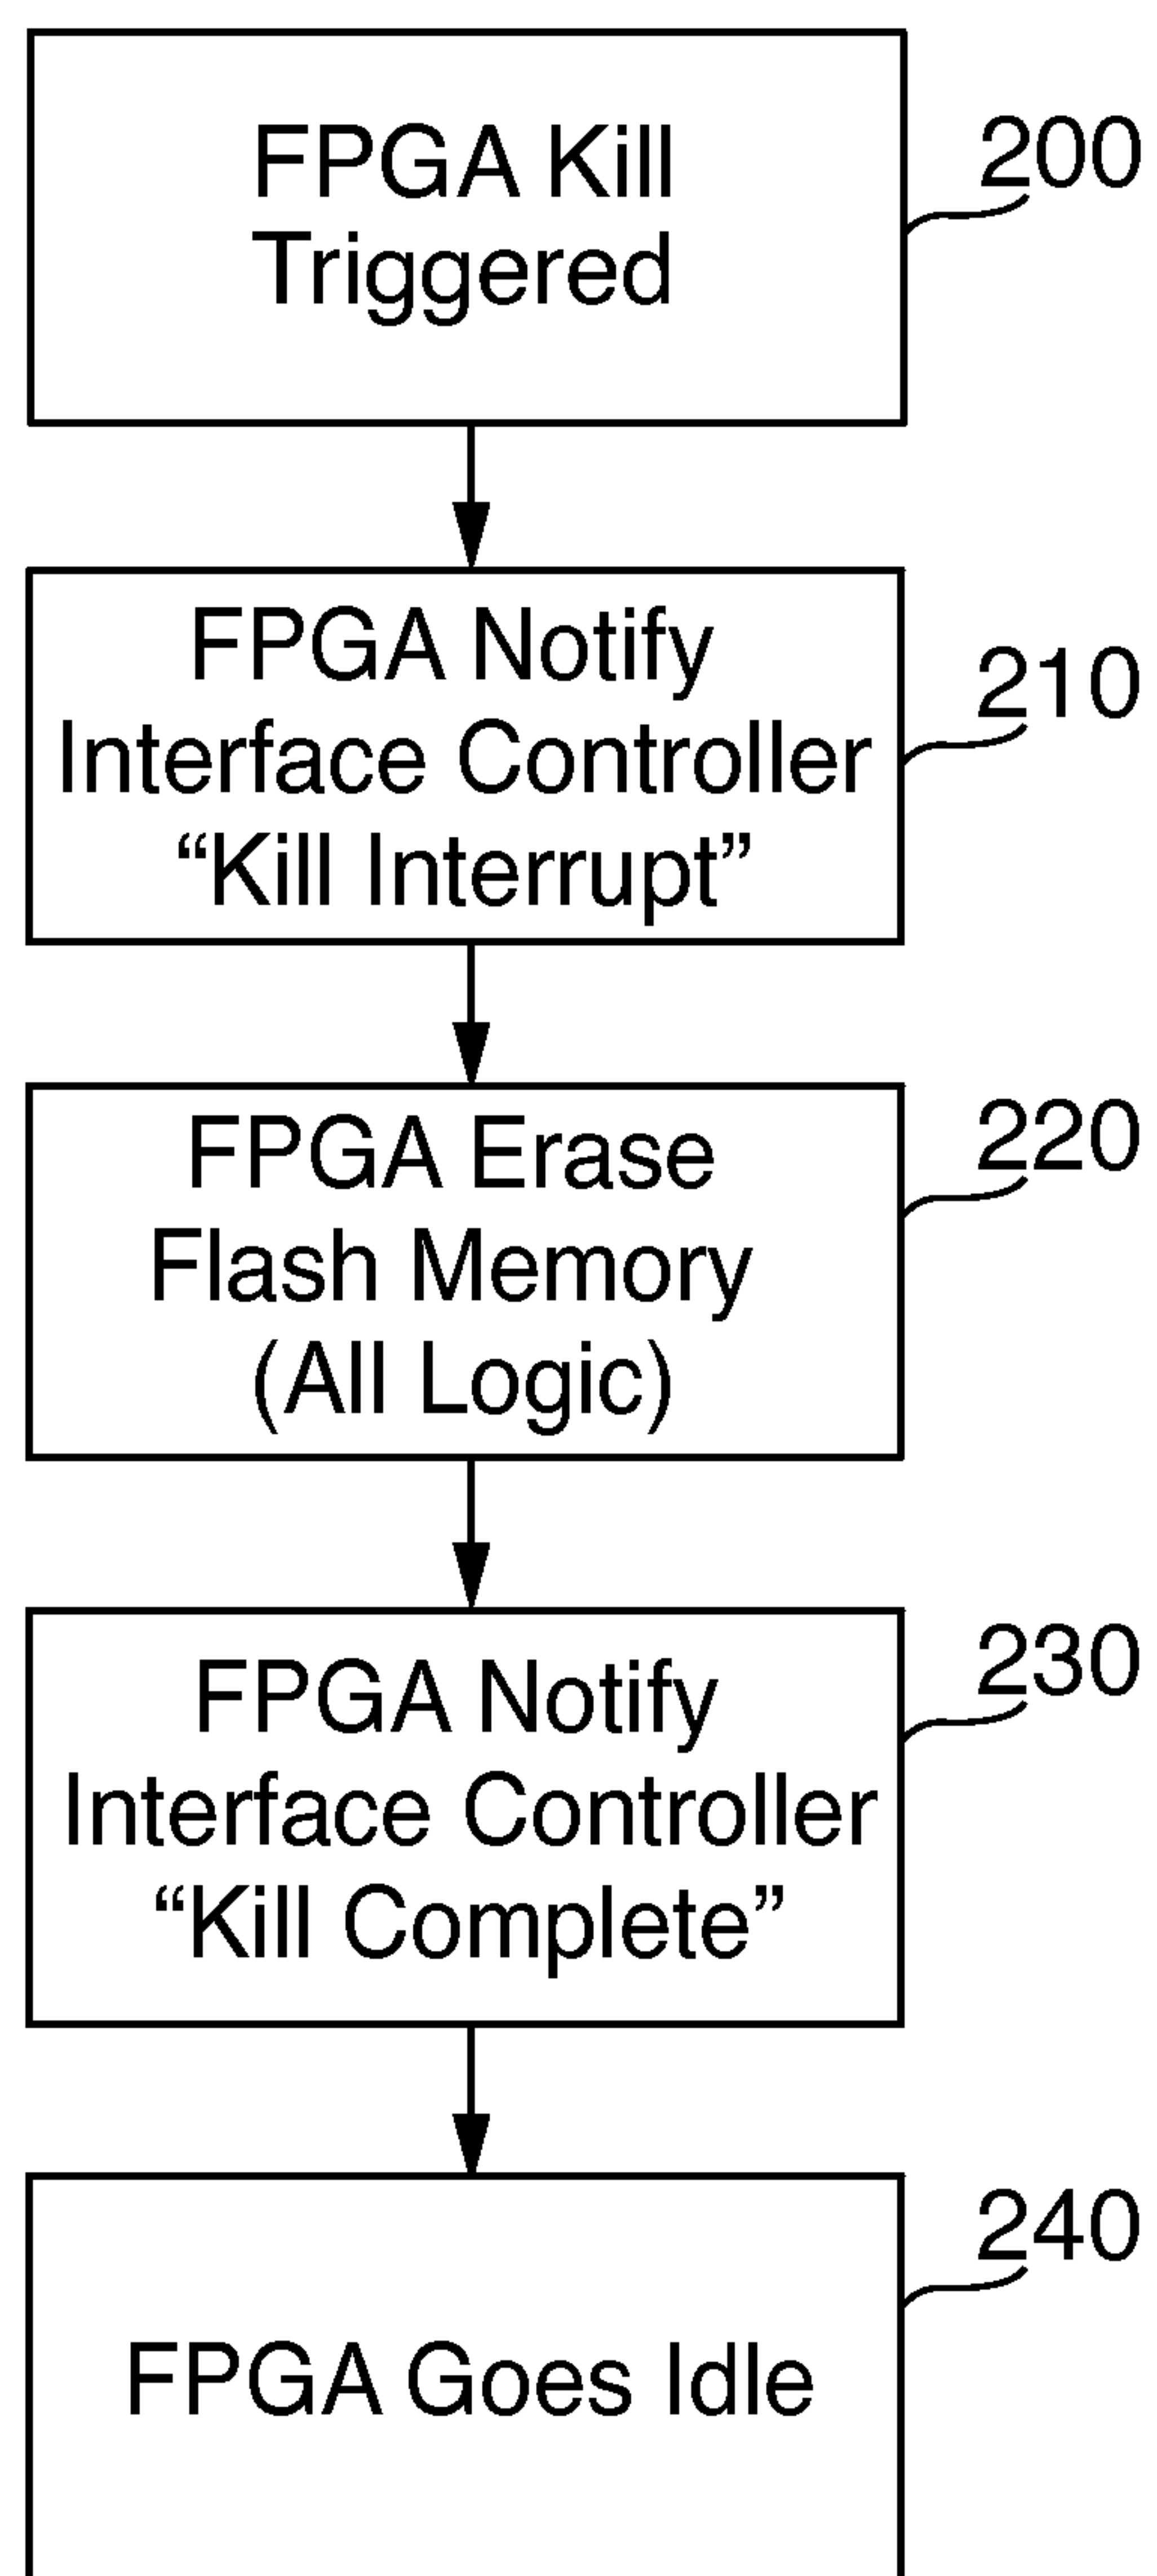 FPGA Kill
Triggered
200
FPGA Notify
Interface Controller
“Kill Interrupt”
210
FPGA Erase
Flash Memory
(All Logic)
220
FPGA Notify
Interface Controller
“Kill Complete”
230
FPGA Goes Idle
240